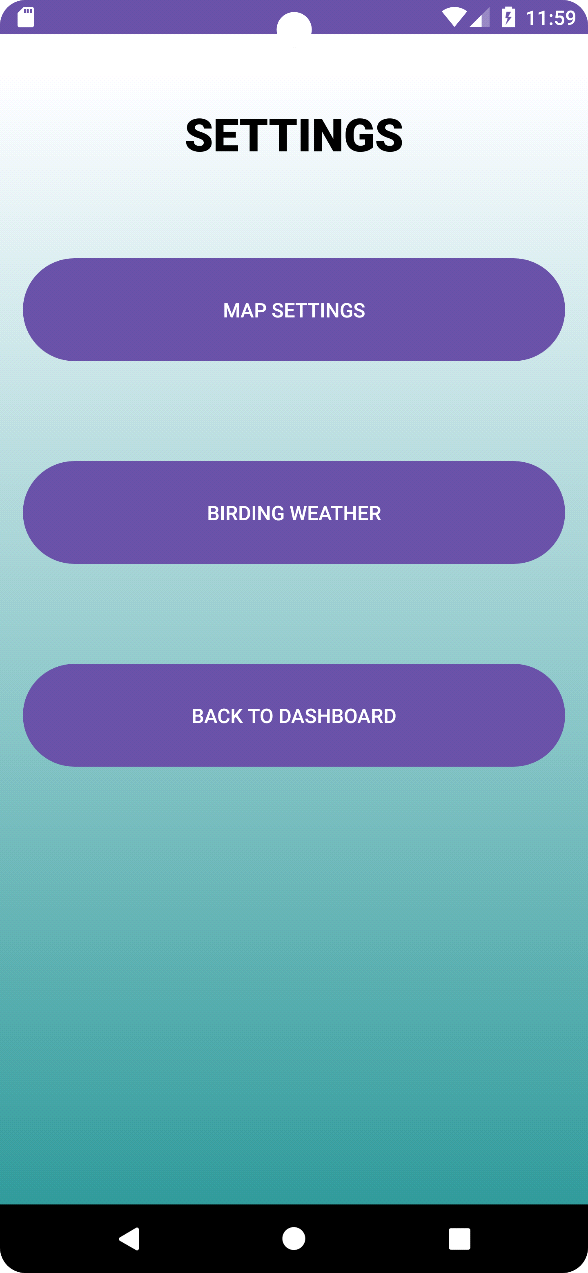 11:59
SETTINGS
MAP SETTINGS
BIRDING WEATHER
BACK TO DASHBOARD